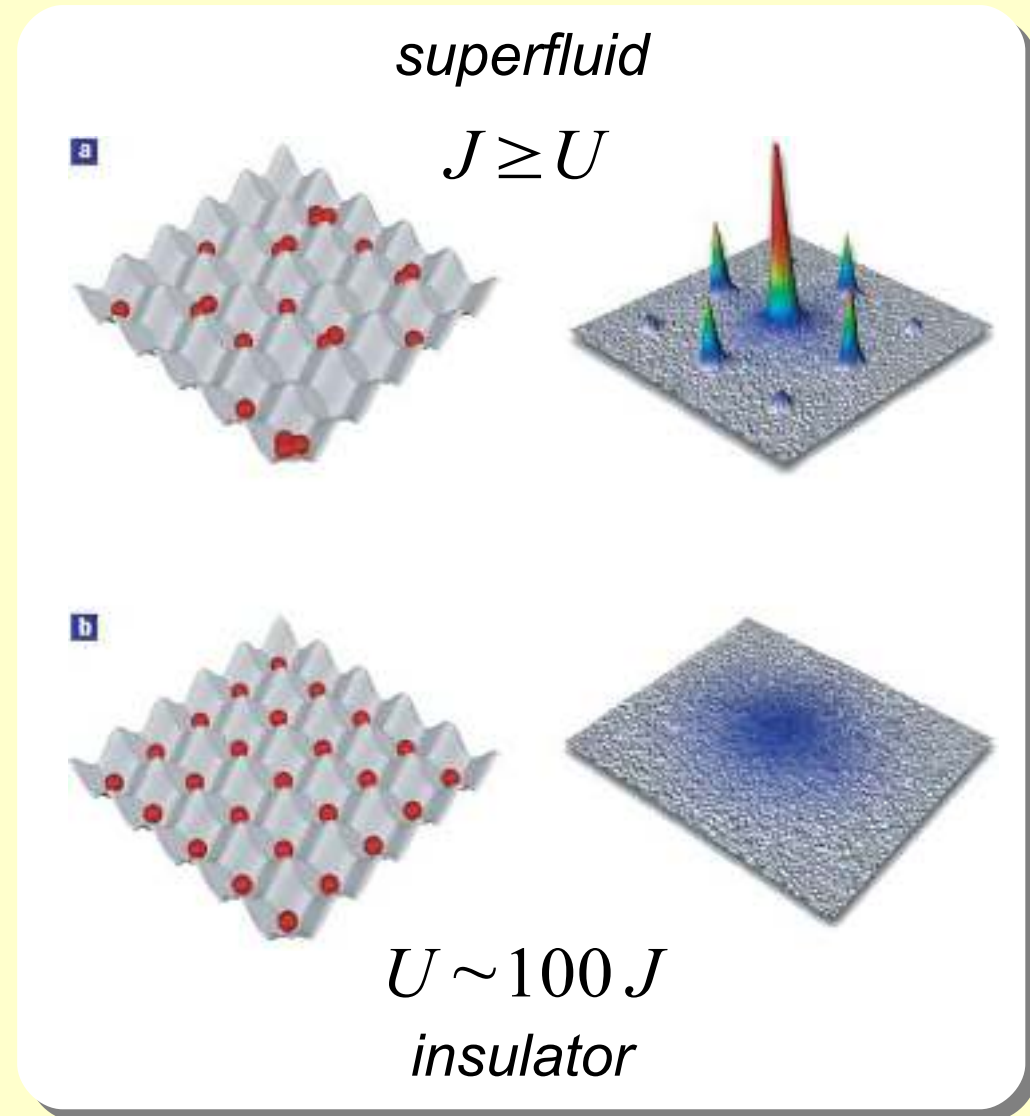 superfluid
J ≥ U
a
b
U ~ 100 J
insulator